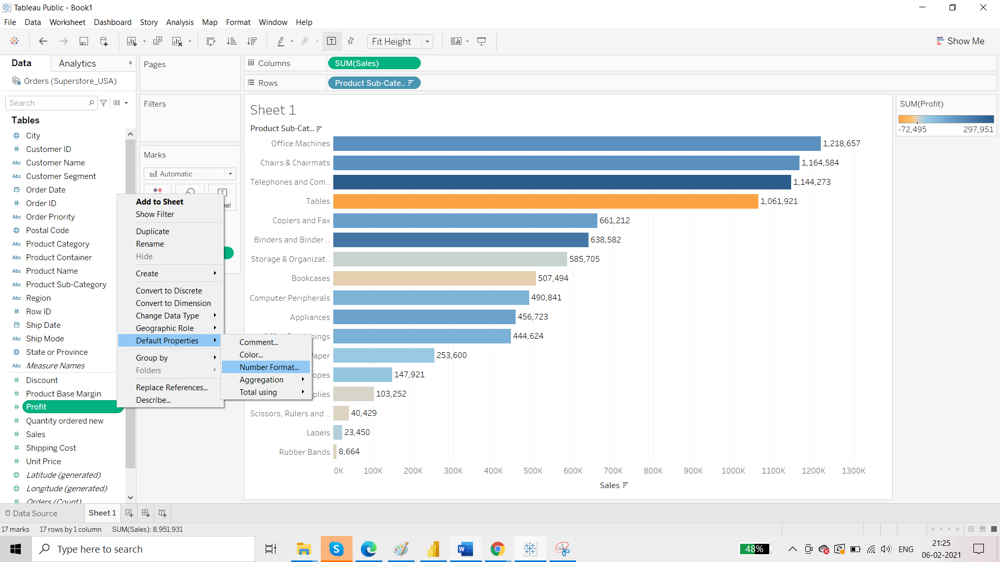 Tableau Public - Book1
File Data Worksheet Dashboard Story Analysis Map Format Window Help
Fit Height
Show Me
Data Analytics
Orders (Superstore_USA)
Search
Tables
City
Customer ID
Abc Customer Name
Abc Customer Segment
Order Date
Order ID
Abc Order Priority
Postal Code
Abc Product Category
Abc Product Container
Abc Product Name
Abc Product Sub-Category
Abc Region
Row ID
Ship Date
Abc Ship Mode
State or Province
Abc Measure Names
Discount
Product Base Margin
Profit
Quantity ordered new
Sales
Shipping Cost
Unit Price
Latitude (generated)
Longitude (generated)
Orders (Count)
Pages
Filters
Marks
Automatic
Add to Sheet
Show Filter
Duplicate
Rename
Hide
Create
Convert to Discrete
Convert to Dimension
Change Data Type
Geographic Role
Default Properties
Group by
Folders
Replace References...
Describe...
Comment...
Color...
Number Format...
Aggregation
Total using
Columns SUM(Sales)
Rows Product Sub-Cate..
Sheet 1
Product Sub-Cat..
Office Machines 1,218,657
Chairs & Chairmats 1,164,584
Telephones and Com.. 1,144,273
Tables 1,061,921
Copiers and Fax 661,212
Binders and Binder .. 638,582
Storage & Organizat.. 585,705
Bookcases 507,494
Computer Peripherals 490,841
Appliances 456,723
444,624
Paper 253,600
opes 147,921
plies 103,252
Scissors, Rulers and .. 40,429
Labels 23,450
Rubber Bands 8,664
0K 100K 200K 300K 400K 500K 600K 700K 800K 900K 1000K 1100K 1200K 1300K
Sales
SUM(Profit)
-72,495 297,951
Data Source Sheet 1
17 marks 17 rows by 1 column SUM(Sales): 8,951,931
Type here to search
48%
ENG
21:25
06-02-2021